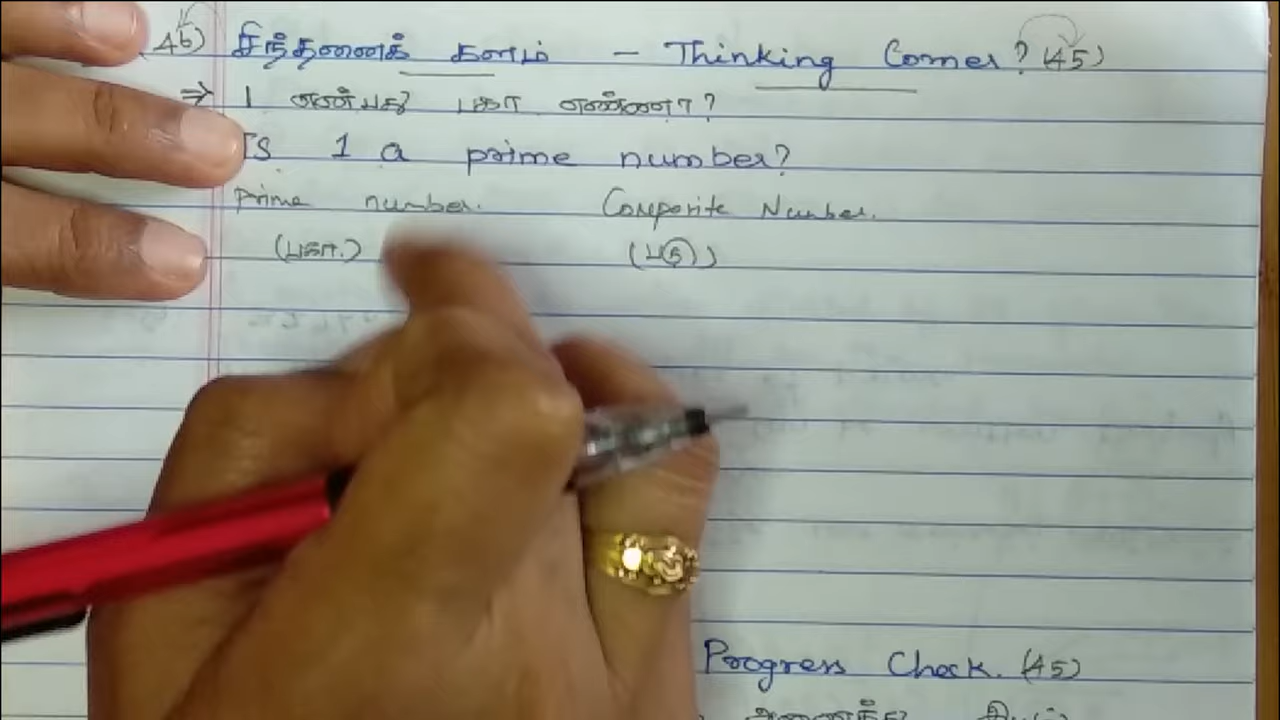 46) சிந்தனைக் களம் - Thinking Corner? (45)
⇒ 1 என்பது பகா எண்ணா?
Is 1 a prime number?
Prime number. Composite Number.
(பகா.) (பகு)
Progress Check. (45)